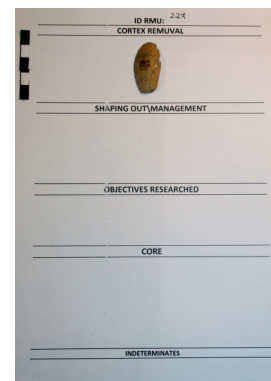 ID RMU: 227
CORTEX REMUVAL
SHAPING OUT\MANAGEMENT
OBJECTIVES RESEARCHED
CORE
INDETERMINATES